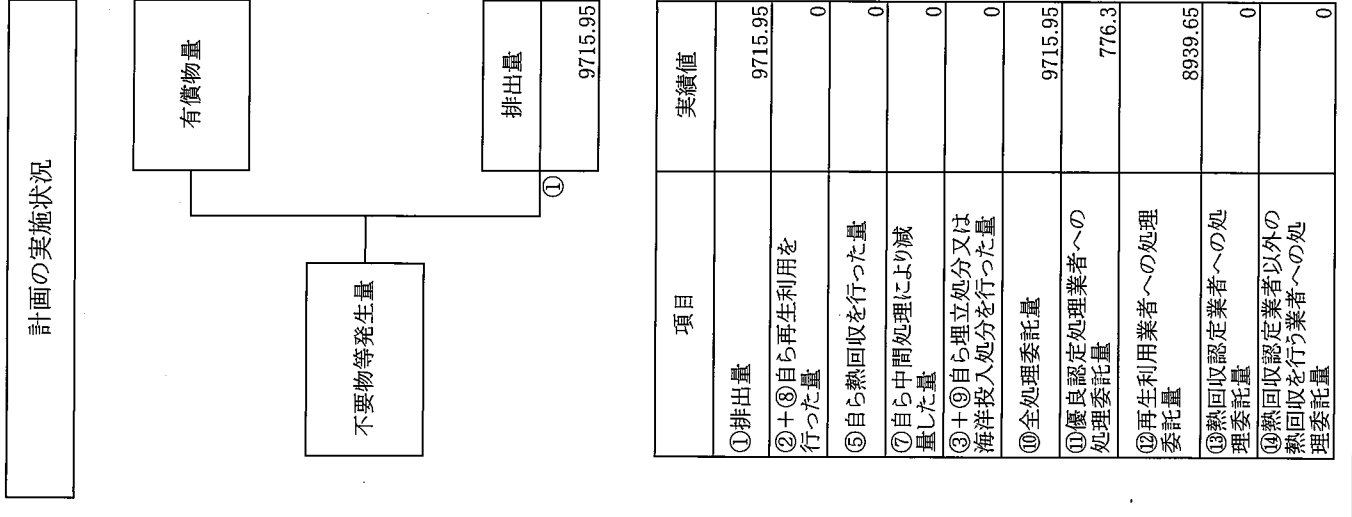 計画の実施状況
有償物量
不要物等発生量
①
排出量
9715.95
項目
実績値
①排出量
9715.95
②+⑧自ら再生利用を
行った量
0
⑤自ら熱回収を行った量
0
⑦自ら中間処理により減
量した量
0
③+⑨自ら埋立処分又は
海洋投入処分を行った量
0
⑩全処理委託量
9715.95
⑪優良認定処理業者への
処理委託量
776.3
⑫再生利用業者への処理
委託量
8939.65
⑬熱回収認定業者への処
理委託量
0
⑭熱回収認定業者以外の
熱回収を行う業者への処
理委託量
0